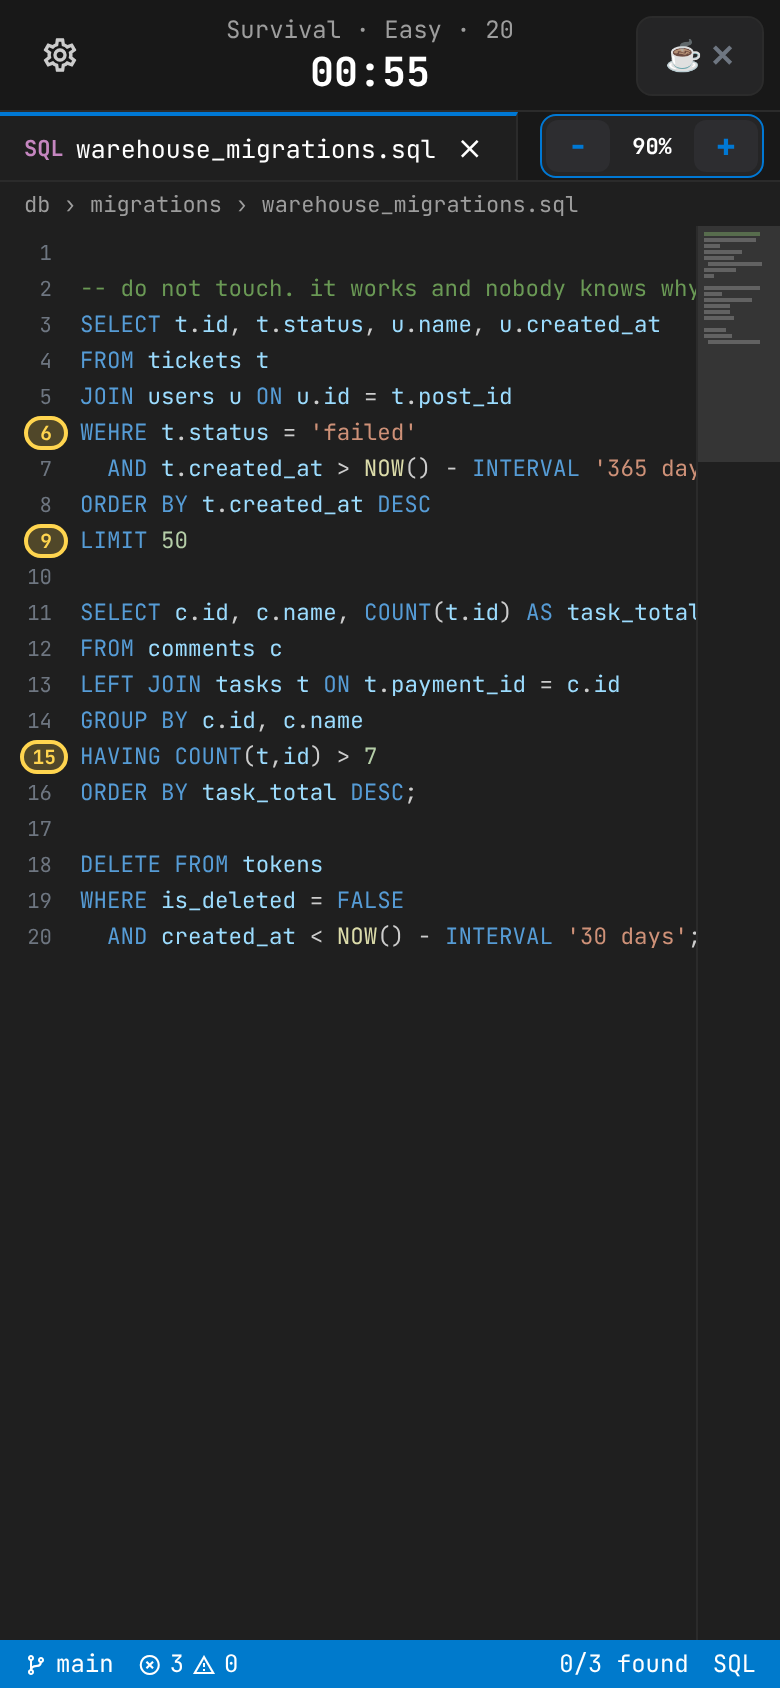 Survival · Easy · 20
00:55
SQL warehouse_migrations.sql
- 90% +
db › migrations › warehouse_migrations.sql
1
2 -- do not touch. it works and nobody knows why
3 SELECT t.id, t.status, u.name, u.created_at
4 FROM tickets t
5 JOIN users u ON u.id = t.post_id
6 WEHRE t.status = 'failed'
7 AND t.created_at > NOW() - INTERVAL '365 day
8 ORDER BY t.created_at DESC
9 LIMIT 50
10
11 SELECT c.id, c.name, COUNT(t.id) AS task_total
12 FROM comments c
13 LEFT JOIN tasks t ON t.payment_id = c.id
14 GROUP BY c.id, c.name
15 HAVING COUNT(t,id) > 7
16 ORDER BY task_total DESC;
17
18 DELETE FROM tokens
19 WHERE is_deleted = FALSE
20 AND created_at < NOW() - INTERVAL '30 days';
main 3 0 0/3 found SQL